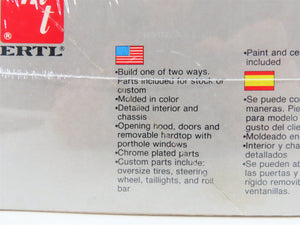 amt
ERTL
®
•Build one of two ways.
Parts included for stock or
custom
•Molded in color
•Detailed interior and
chassis
•Opening hood, doors and
removable hardtop with
porthole windows
•Chrome plated parts
•Custom parts include:
oversize tires, steering
wheel, taillights, and roll
bar
•Paint and ce
included
•Se puede co
maneras. Pie
para modelo
gusto del clie
•Moldeado en
•Interior y cha
detallados
•Se pueden ab
las puertas y
rígido removib
ventanillas.